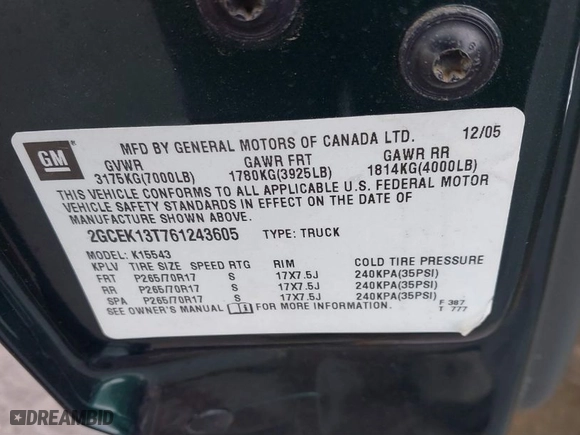 GM
MFD BY GENERAL MOTORS OF CANADA LTD. 12/05
GVWR GAWR FRT GAWR RR
3175KG(7000LB) 1780KG(3925LB) 1814KG(4000LB)
THIS VEHICLE CONFORMS TO ALL APPLICABLE U.S. FEDERAL MOTOR
VEHICLE SAFETY STANDARDS IN EFFECT ON THE DATE OF
MANUFACTURE SHOWN ABOVE.
2GCEK13T761243605 TYPE: TRUCK
MODEL: K15543
KPLV TIRE SIZE SPEED RTG RIM COLD TIRE PRESSURE
FRT P265/70R17 S 17X7.5J 240KPA(35PSI)
RR P265/70R17 S 17X7.5J 240KPA(35PSI)
SPA P265/70R17 S 17X7.5J 240KPA(35PSI)
SEE OWNER'S MANUAL FOR MORE INFORMATION.
F 387
T 777
DREAMBID